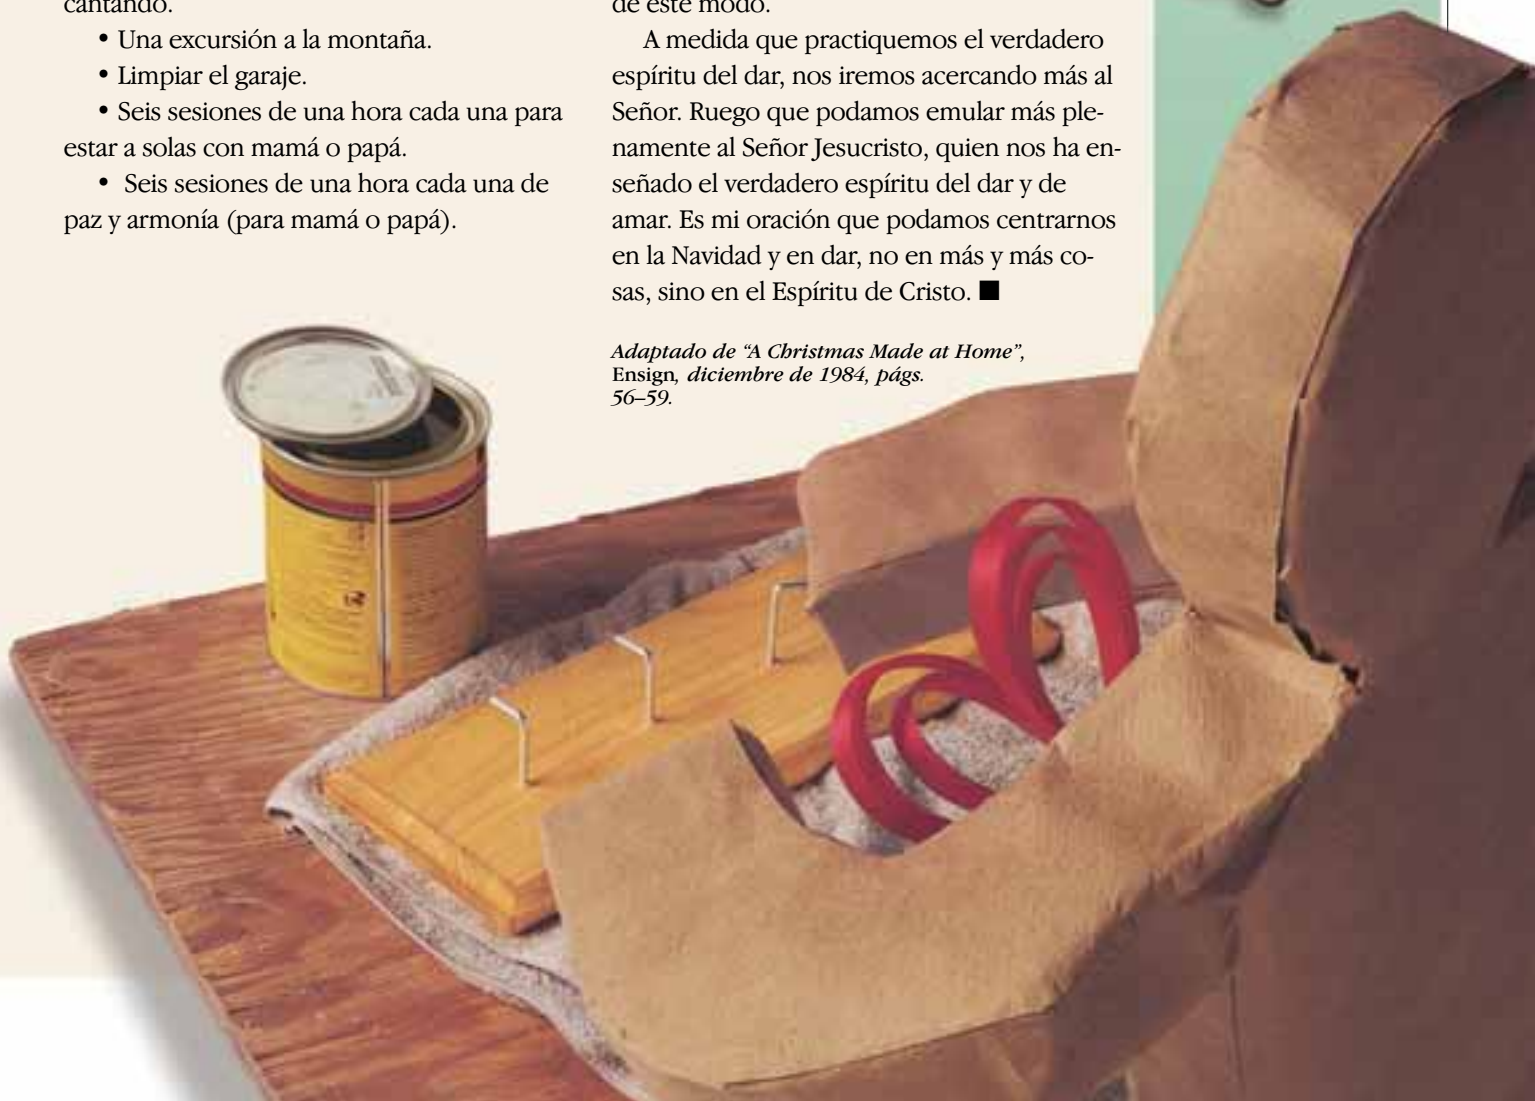 cantando.
• Una excursión a la montaña.
• Limpiar el garaje.
• Seis sesiones de una hora cada una para
estar a solas con mamá o papá.
• Seis sesiones de una hora cada una de
paz y armonía (para mamá o papá).
de este modo.
A medida que practiquemos el verdadero
espíritu del dar, nos iremos acercando más al
Señor. Ruego que podamos emular más ple-
namente al Señor Jesucristo, quien nos ha en-
señado el verdadero espíritu del dar y de
amar. Es mi oración que podamos centrarnos
en la Navidad y en dar, no en más y más co-
sas, sino en el Espíritu de Cristo. ■
Adaptado de “A Christmas Made at Home”,
Ensign, diciembre de 1984, págs.
56–59.